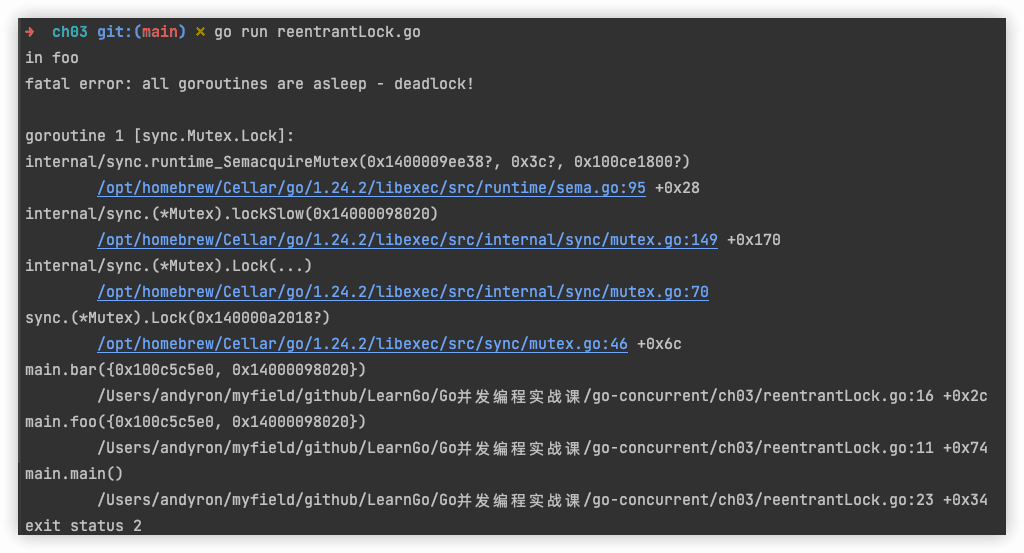 ➜  ch03 git:(main) ✗ go run reentrantLock.go
in foo
fatal error: all goroutines are asleep - deadlock!

goroutine 1 [sync.Mutex.Lock]:
internal/sync.runtime_SemacquireMutex(0x1400009ee38?, 0x3c?, 0x100ce1800?)
        /opt/homebrew/Cellar/go/1.24.2/libexec/src/runtime/sema.go:95 +0x28
internal/sync.(*Mutex).lockSlow(0x14000098020)
        /opt/homebrew/Cellar/go/1.24.2/libexec/src/internal/sync/mutex.go:149 +0x170
internal/sync.(*Mutex).Lock(...)
        /opt/homebrew/Cellar/go/1.24.2/libexec/src/internal/sync/mutex.go:70
sync.(*Mutex).Lock(0x140000a2018?)
        /opt/homebrew/Cellar/go/1.24.2/libexec/src/sync/mutex.go:46 +0x6c
main.bar({0x100c5c5e0, 0x14000098020})
        /Users/andyron/myfield/github/LearnGo/Go并发编程实战课/go-concurrent/ch03/reentrantLock.go:16 +0x2c
main.foo({0x100c5c5e0, 0x14000098020})
        /Users/andyron/myfield/github/LearnGo/Go并发编程实战课/go-concurrent/ch03/reentrantLock.go:11 +0x74
main.main()
        /Users/andyron/myfield/github/LearnGo/Go并发编程实战课/go-concurrent/ch03/reentrantLock.go:23 +0x34
exit status 2